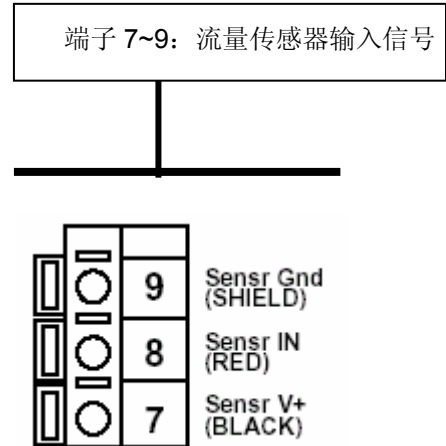 端子 7~9：流量传感器输入信号
9 Sensr Gnd
(SHIELD)
8 Sensr IN
(RED)
7 Sensr V+
(BLACK)